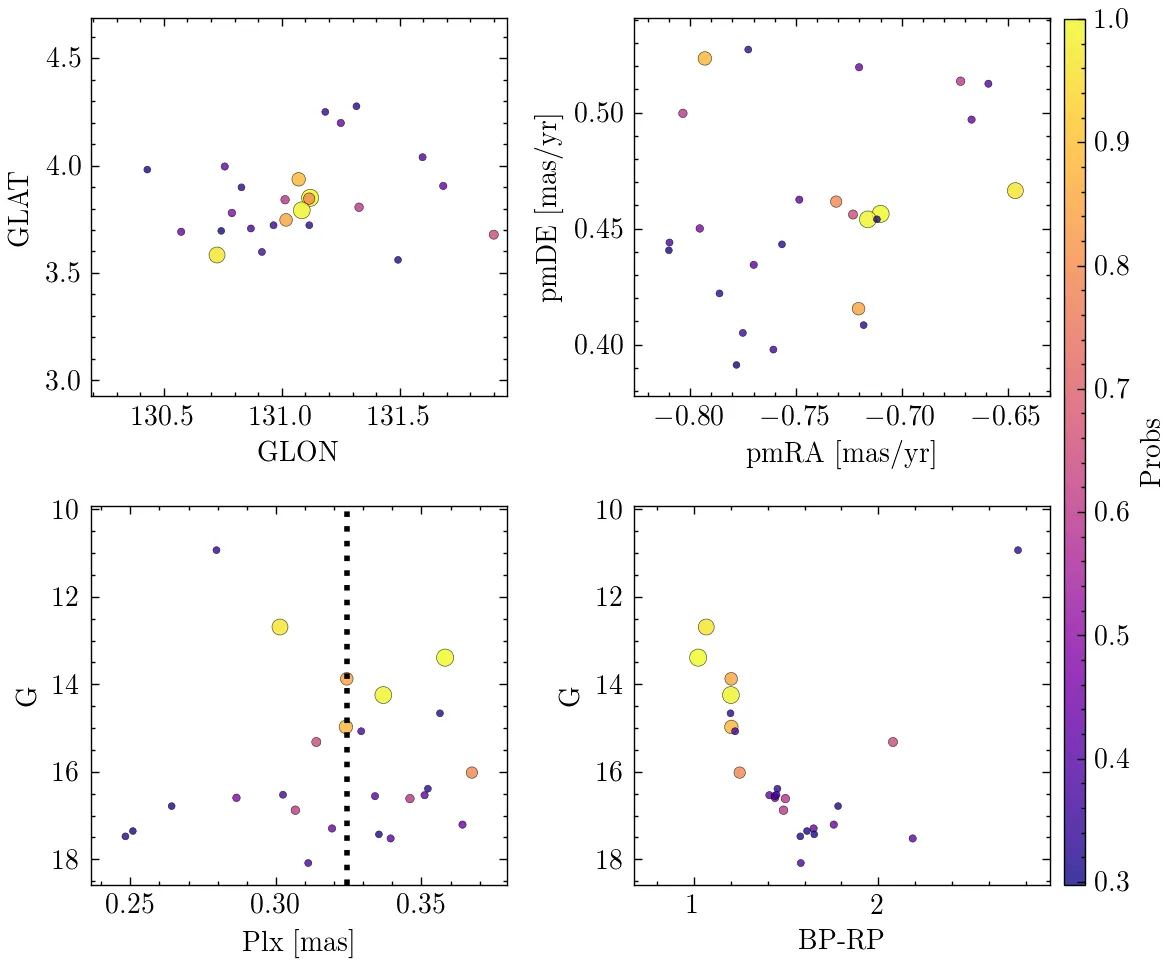 4.5
4.0
3.5
3.0
GLAT
130.5 131.0 131.5
GLON
0.50
0.45
0.40
pmDE [mas/yr]
−0.80 −0.75 −0.70 −0.65
pmRA [mas/yr]
10
12
14
16
18
G
0.25 0.30 0.35
Plx [mas]
10
12
14
16
18
G
1 2
BP-RP
1.0
0.9
0.8
0.7
0.6
0.5
0.4
0.3
Probs